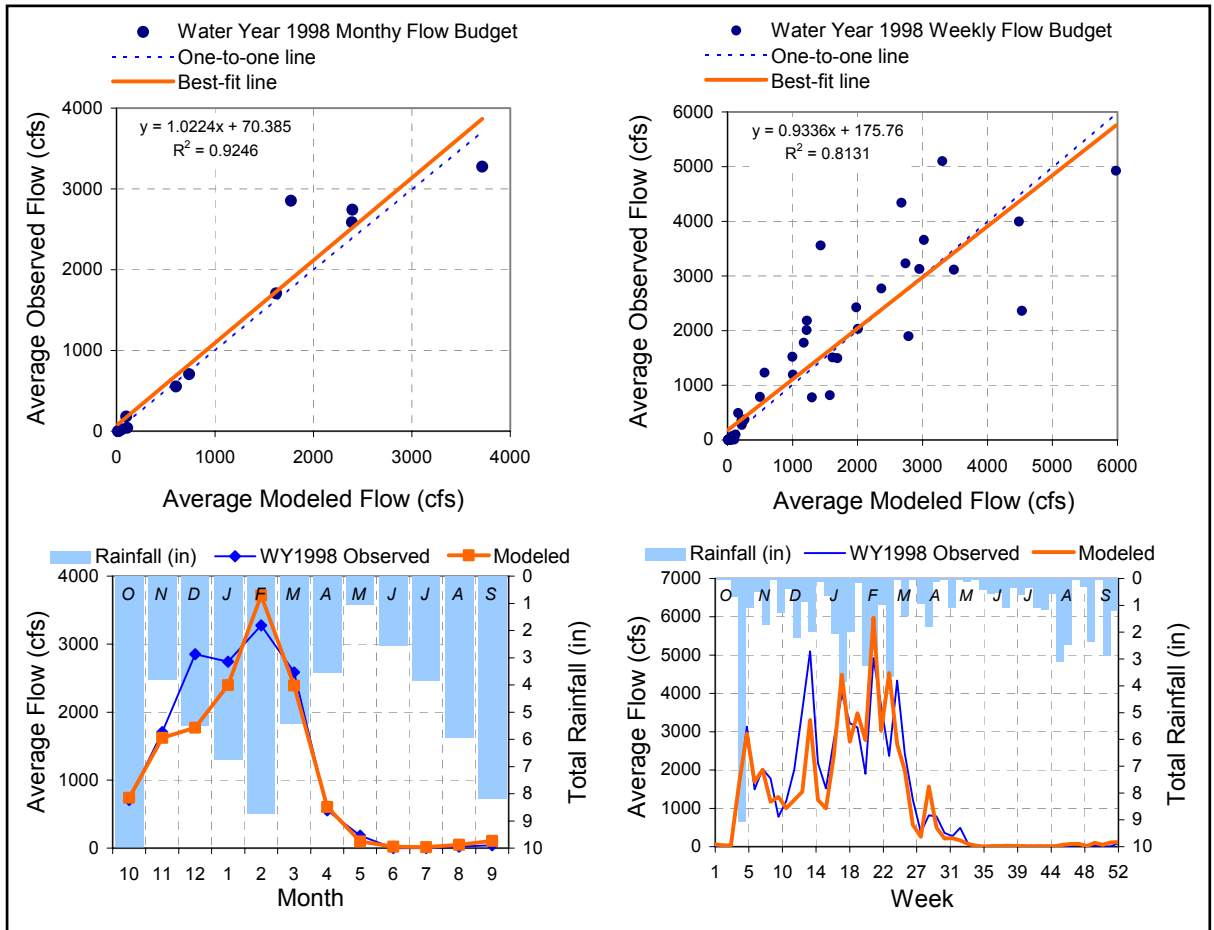 Water Year 1998 Monthy Flow Budget
One-to-one line
Best-fit line
y = 1.0224x + 70.385
R2 = 0.9246
4000
3000
2000
1000
0
0 1000 2000 3000 4000
Average Observed Flow (cfs)
Average Modeled Flow (cfs)
Water Year 1998 Weekly Flow Budget
One-to-one line
Best-fit line
y = 0.9336x + 175.76
R2 = 0.8131
6000
5000
4000
3000
2000
1000
0
0 1000 2000 3000 4000 5000 6000
Average Observed Flow (cfs)
Average Modeled Flow (cfs)
Rainfall (in) WY1998 Observed Modeled
4000
3000
2000
1000
0
O N D J F M A M J J A S
0
1
2
3
4
5
6
7
8
9
10
10 11 12 1 2 3 4 5 6 7 8 9
Average Flow (cfs)
Total Rainfall (in)
Month
Rainfall (in) WY1998 Observed Modeled
7000
6000
5000
4000
3000
2000
1000
0
O N D J F M A M J J A S
0
1
2
3
4
5
6
7
8
9
10
1 5 10 14 18 22 27 31 35 39 44 48 52
Average Flow (cfs)
Total Rainfall (in)
Week